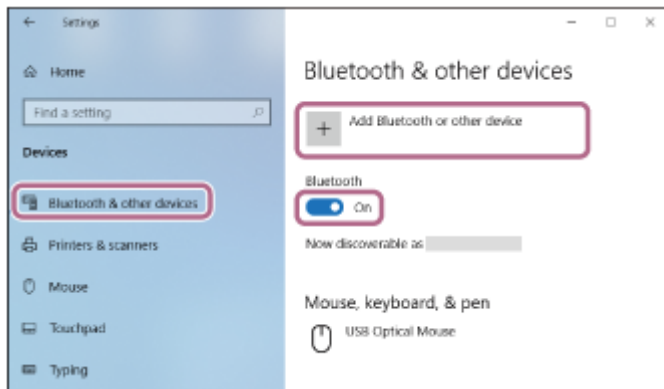 Settings
Home
Find a setting
Devices
Bluetooth & other devices
Printers & scanners
Mouse
Touchpad
Typing
Bluetooth & other devices
Add Bluetooth or other device
Bluetooth
On
Now discoverable as
Mouse, keyboard, & pen
USB Optical Mouse